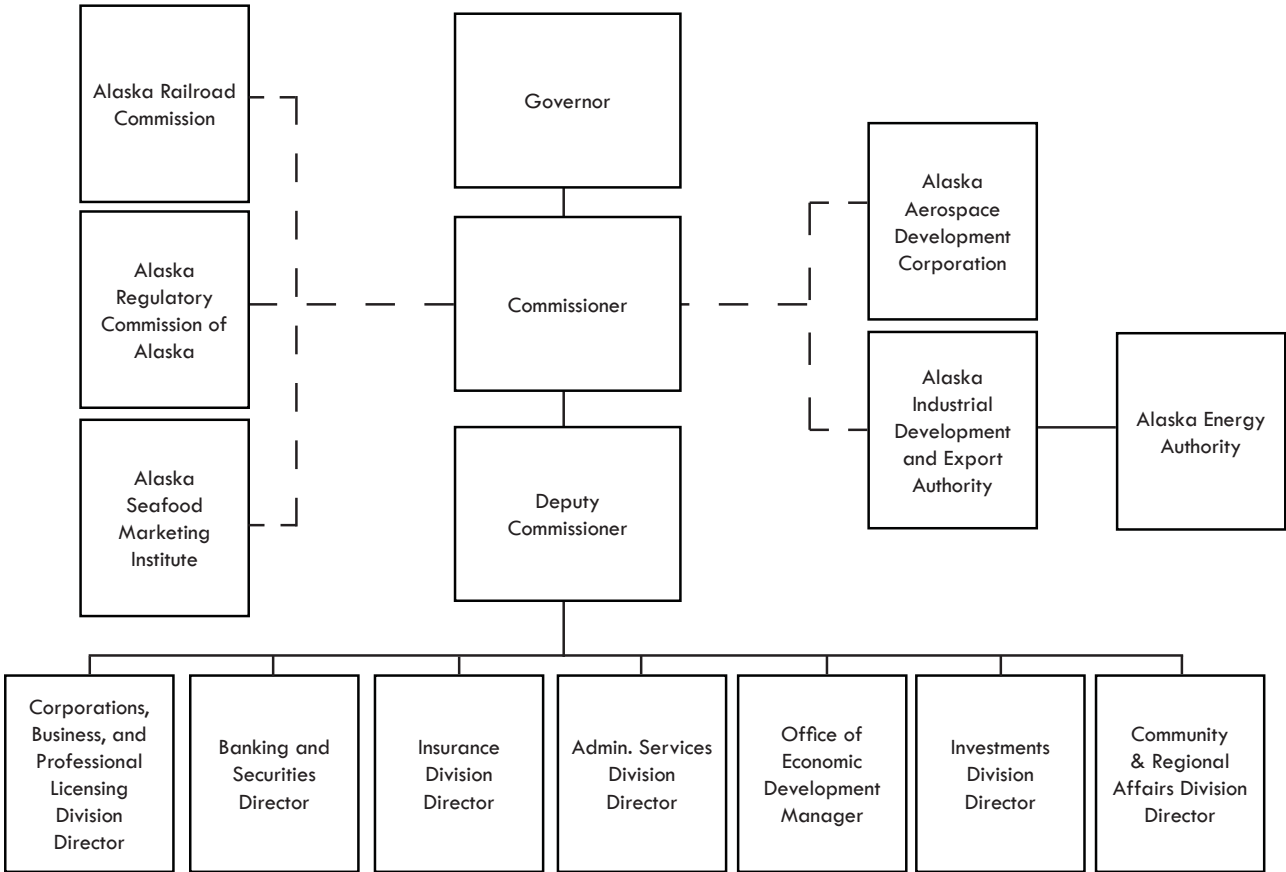 Alaska Railroad
Commission
Governor
Alaska
Aerospace
Development
Corporation
Alaska
Regulatory
Commission of
Alaska
Commissioner
Alaska
Industrial
Development
and Export
Authority
Alaska Energy
Authority
Alaska
Seafood
Marketing
Institute
Deputy
Commissioner
Corporations,
Business, and
Professional
Licensing
Division
Director
Banking and
Securities
Director
Insurance
Division
Director
Admin. Services
Division
Director
Office of
Economic
Development
Manager
Investments
Division
Director
Community
& Regional
Affairs Division
Director